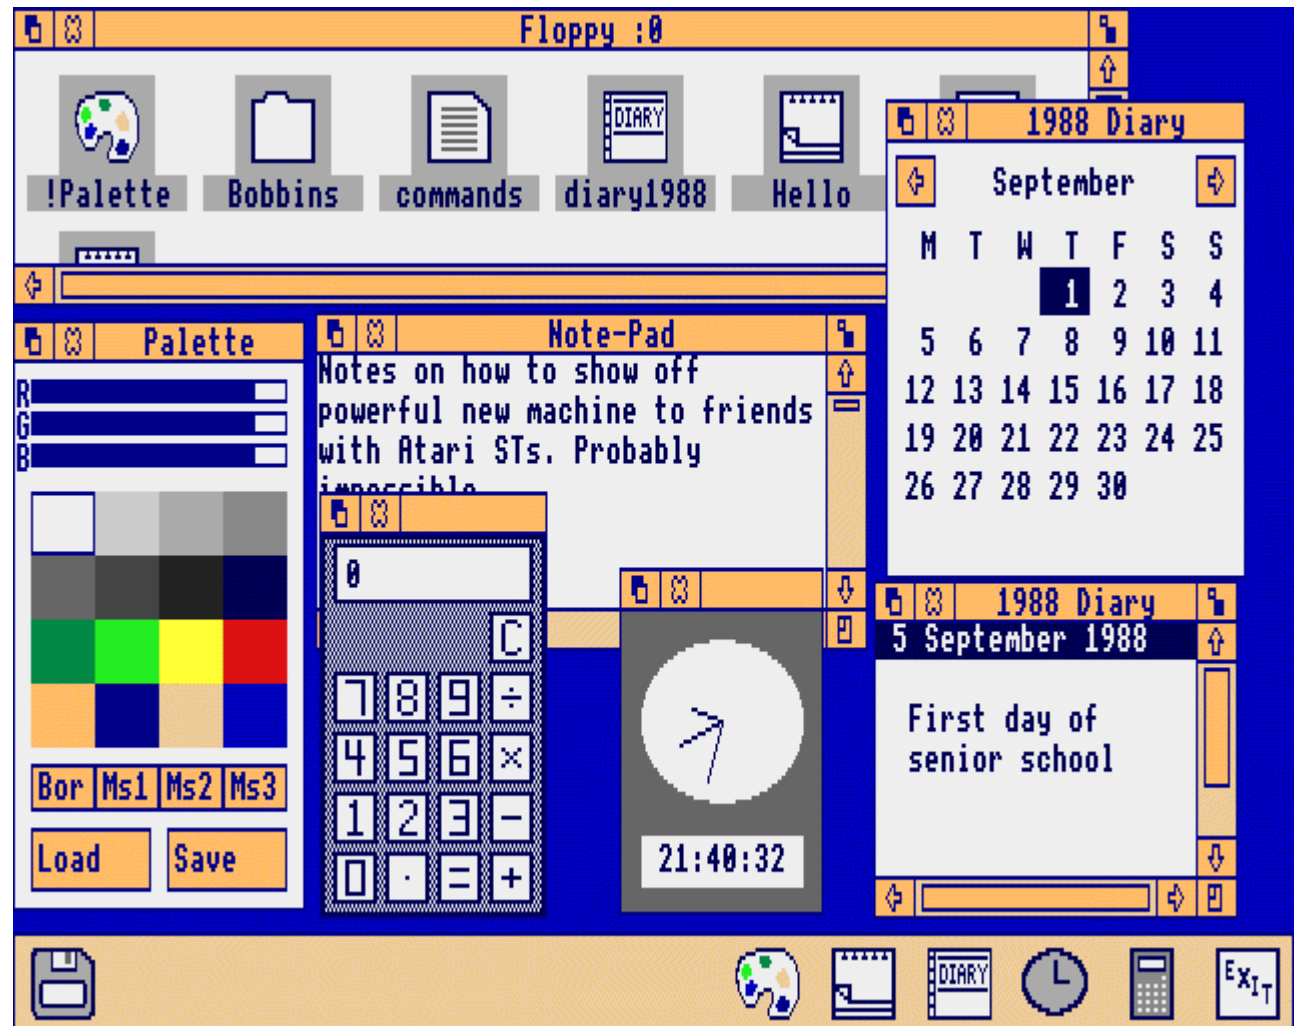 Floppy :0
!Palette Bobbins commands DIARY diary1988 Hello
1988 Diary
September
M T W T F S S
1 2 3 4
5 6 7 8 9 10 11
12 13 14 15 16 17 18
19 20 21 22 23 24 25
26 27 28 29 30
Palette
R
G
B
Bor Ms1 Ms2 Ms3
Load Save
Note-Pad
Notes on how to show off
powerful new machine to friends
with Atari STs. Probably
impossible
0
C
7 8 9 ÷
4 5 6 ×
1 2 3 -
0 . = +
21:40:32
1988 Diary
5 September 1988
First day of
senior school
DIARY
EXIT